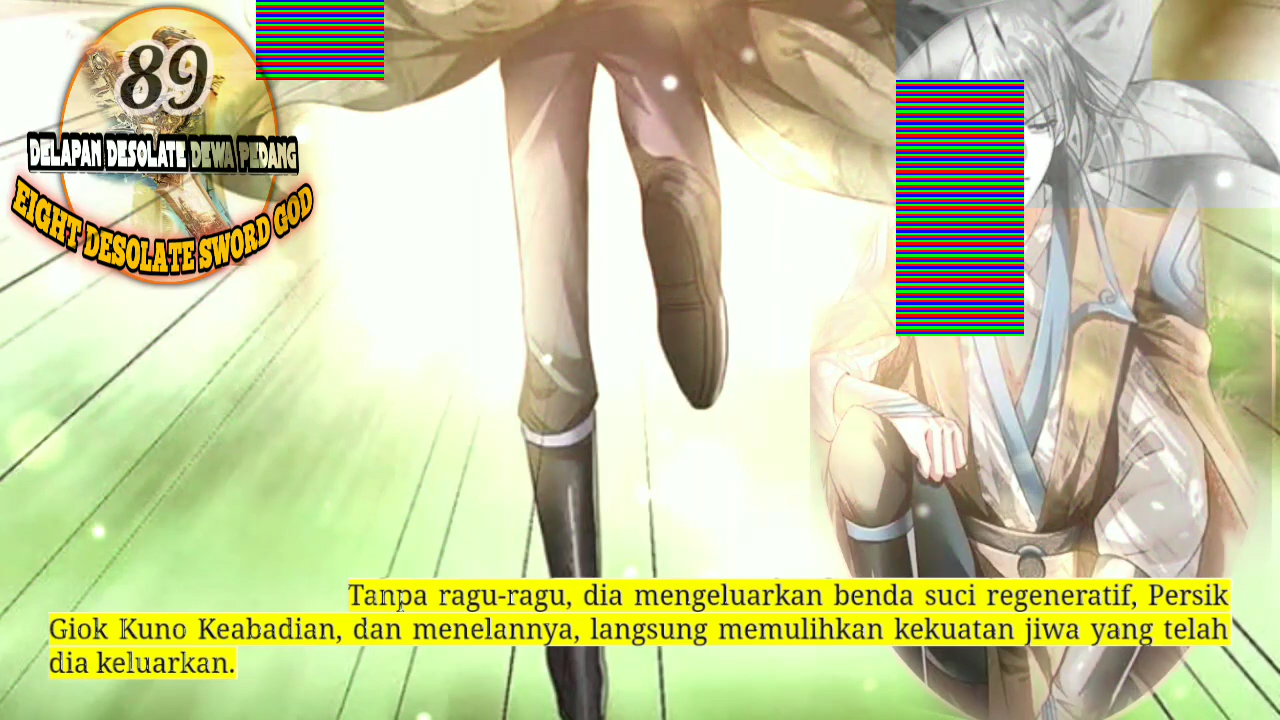 89
DELAPAN DESOLATE DEWA PEDANG
EIGHT DESOLATE SWORD GOD
Tanpa ragu-ragu, dia mengeluarkan benda suci regeneratif, Persik
Giok Kuno Keabadian, dan menelannya, langsung memulihkan kekuatan jiwa yang telah
dia keluarkan.